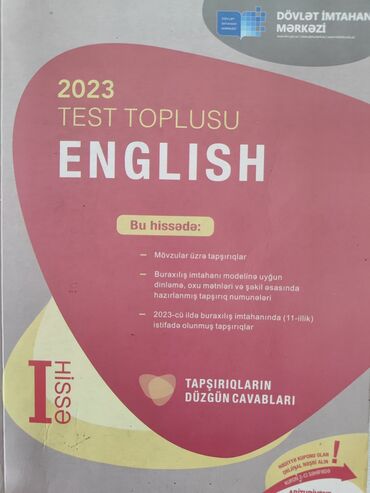 DÖVLƏT İMTAHAN
MƏRKƏZİ
2023
TEST TOPLUSU
ENGLISH
Bu hissədə:
— Mövzular üzrə tapşırıqlar
— Buraxılış imtahanı modelinə uyğun
dinləmə, oxu mətnləri və şəkil əsasında
hazırlanmış tapşırıq nümunələri
— 2023-cü ildə buraxılış imtahanında (11-illik)
istifadə olunmuş tapşırıqlar
I HİSSƏ
TAPŞIRIQLARIN
DÜZGÜN CAVABLARI